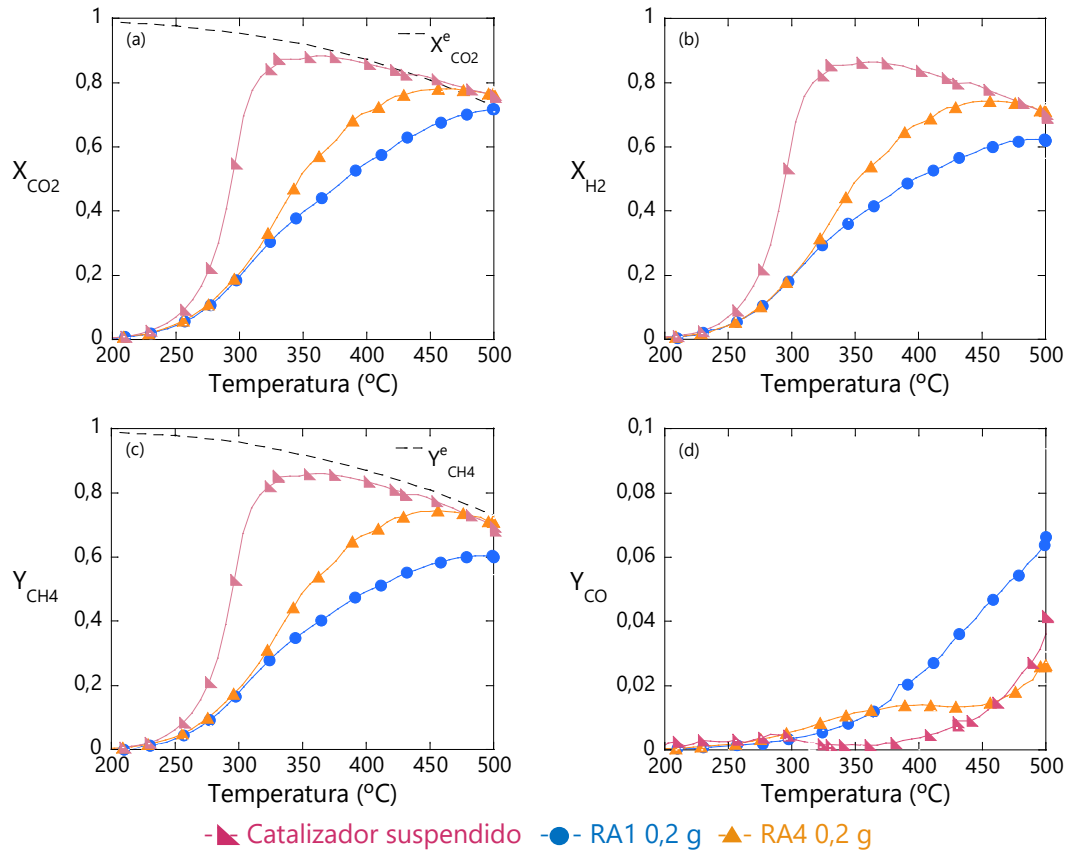 (a)
X^e_CO2
1
0,8
0,6
X_CO2
0,4
0,2
0
200 250 300 350 400 450 500
Temperatura (ºC)
(b)
1
0,8
0,6
X_H2
0,4
0,2
0
200 250 300 350 400 450 500
Temperatura (ºC)
(c)
Y^e_CH4
1
0,8
0,6
Y_CH4
0,4
0,2
0
200 250 300 350 400 450 500
Temperatura (ºC)
(d)
0,1
0,08
0,06
Y_CO
0,04
0,02
0
200 250 300 350 400 450 500
Temperatura (ºC)
Catalizador suspendido RA1 0,2 g RA4 0,2 g